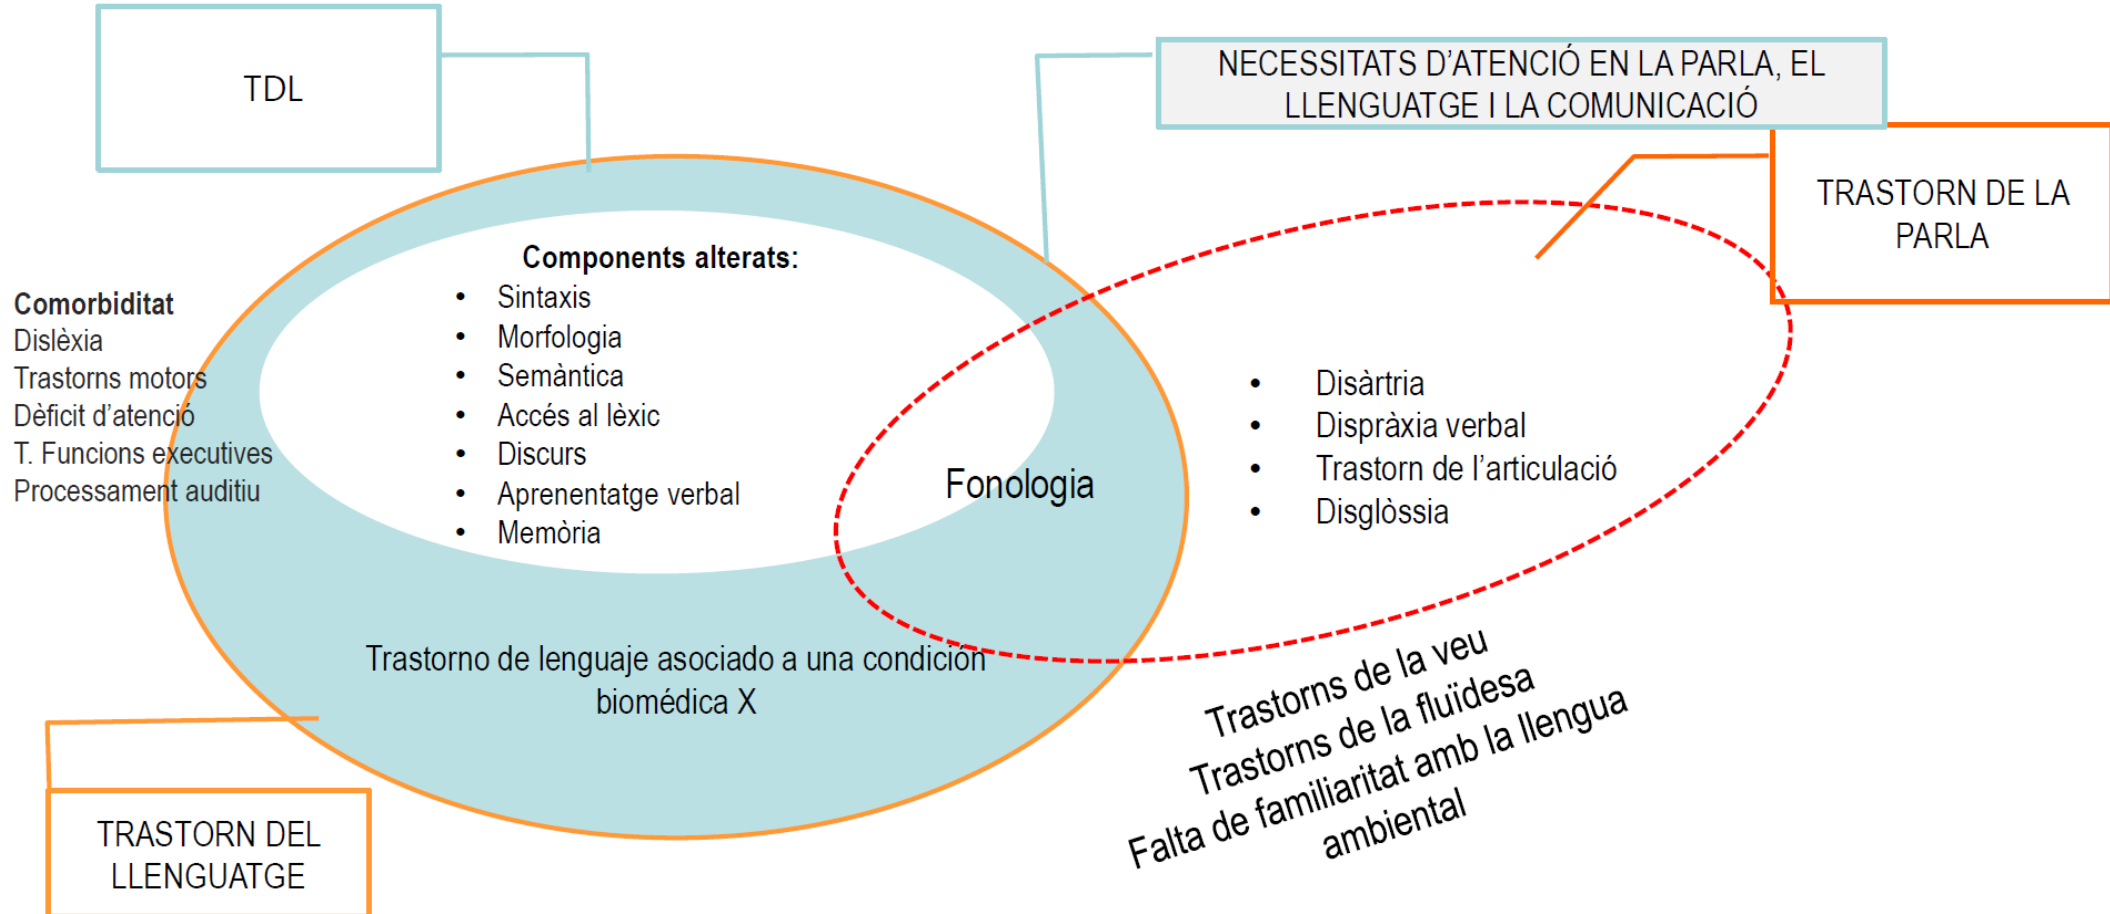 TDL
NECESSITATS D'ATENCIÓ EN LA PARLA, EL
LLENGUATGE I LA COMUNICACIÓ
TRASTORN DE LA
PARLA
Components alterats:
• Sintaxis
• Morfologia
• Semàntica
• Accés al lèxic
• Discurs
• Aprenentatge verbal
• Memòria
Comorbiditat
Dislèxia
Trastorns motors
Dèficit d'atenció
T. Funcions executives
Processament auditiu
Fonologia
• Disàrtria
• Dispràxia verbal
• Trastorn de l'articulació
• Disglòssia
Trastorno de lenguaje asociado a una condición
biomédica X
Trastorns de la veu
Trastorns de la fluïdesa
Falta de familiaritat amb la llengua
ambiental
TRASTORN DEL
LLENGUATGE